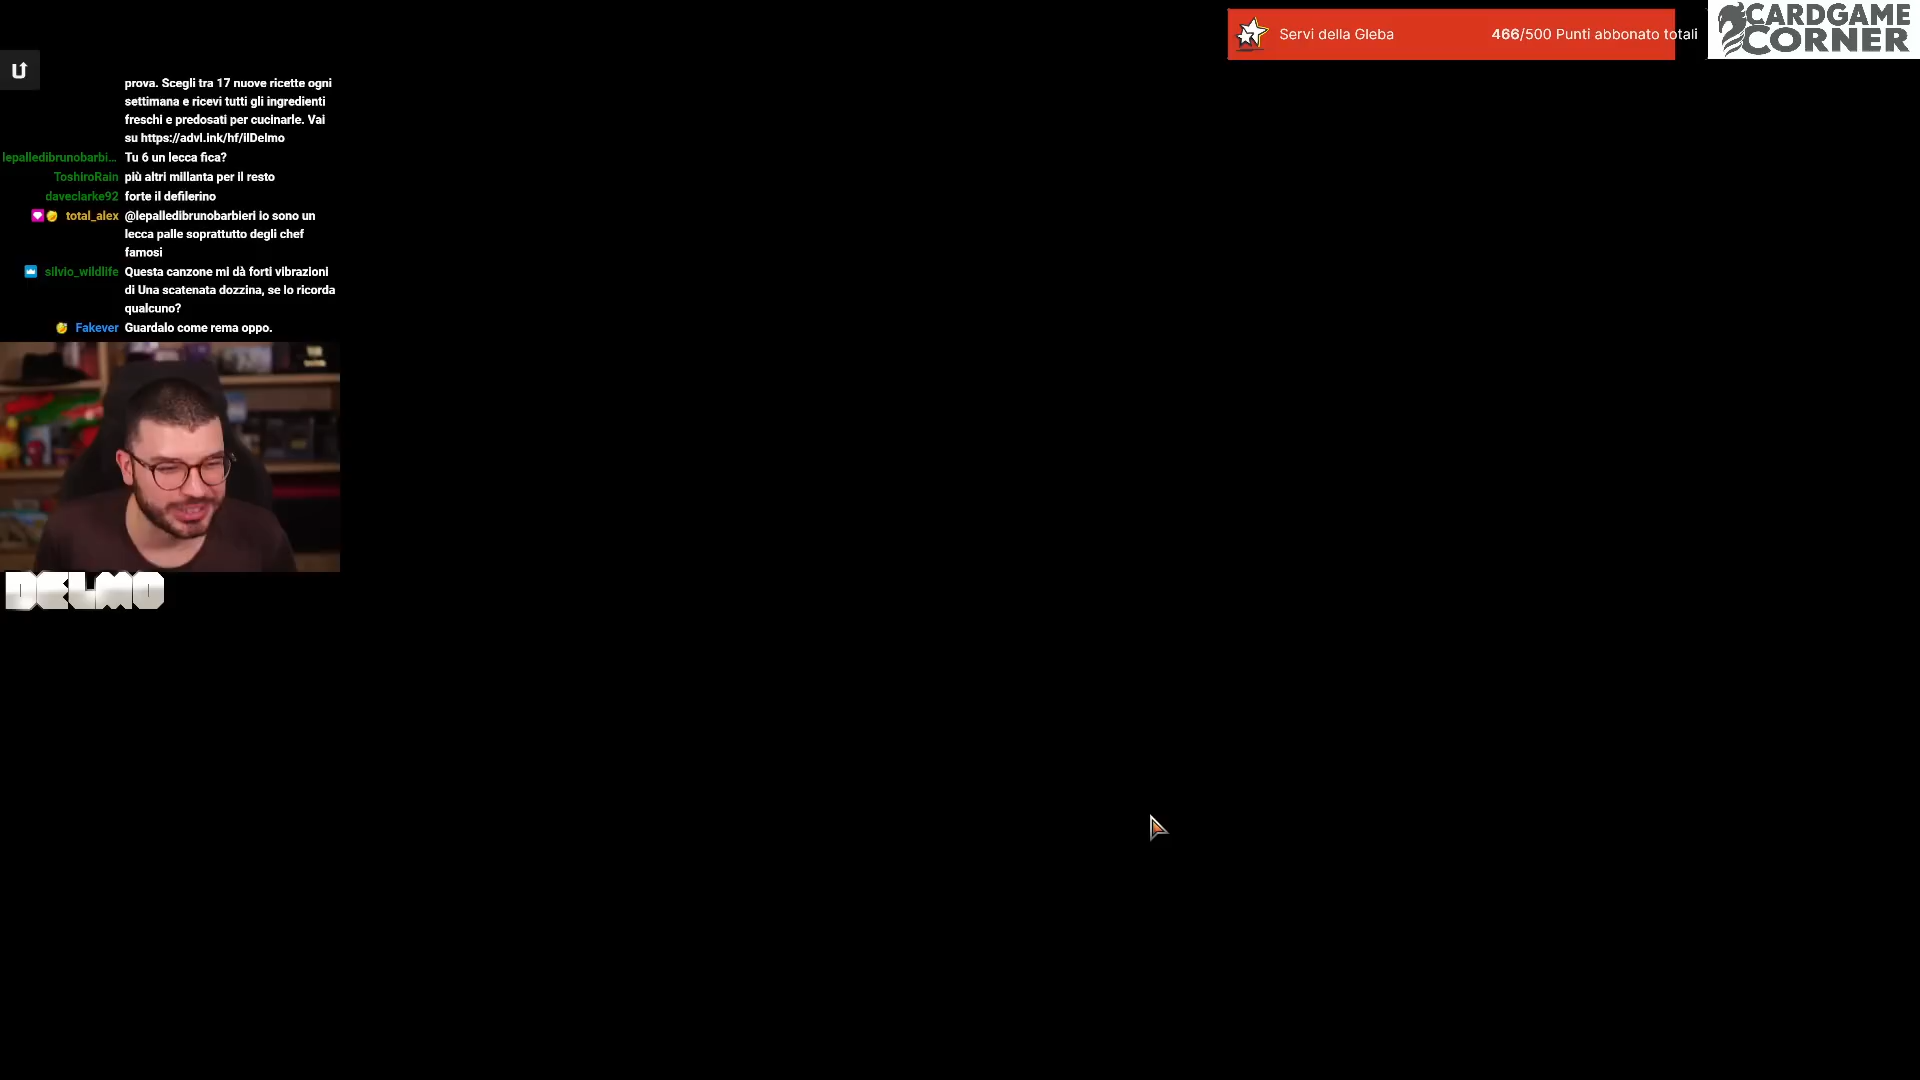 Servi della Gleba
466/500 Punti abbonato totali
CARDGAME
CORNER
prova. Scegli tra 17 nuove ricette ogni
settimana e ricevi tutti gli ingredienti
freschi e predosati per cucinarle. Vai
su https://advl.ink/hf/ilDelmo
lepalledibrunobarbi... Tu 6 un lecca fica?
ToshiroRain più altri millanta per il resto
daveclarke92 forte il defilerino
total_alex @lepalledibrunobarbieri io sono un
lecca palle soprattutto degli chef
famosi
silvio_wildlife Questa canzone mi dà forti vibrazioni
di Una scatenata dozzina, se lo ricorda
qualcuno?
Fakever Guardalo come rema oppo.
DELMO